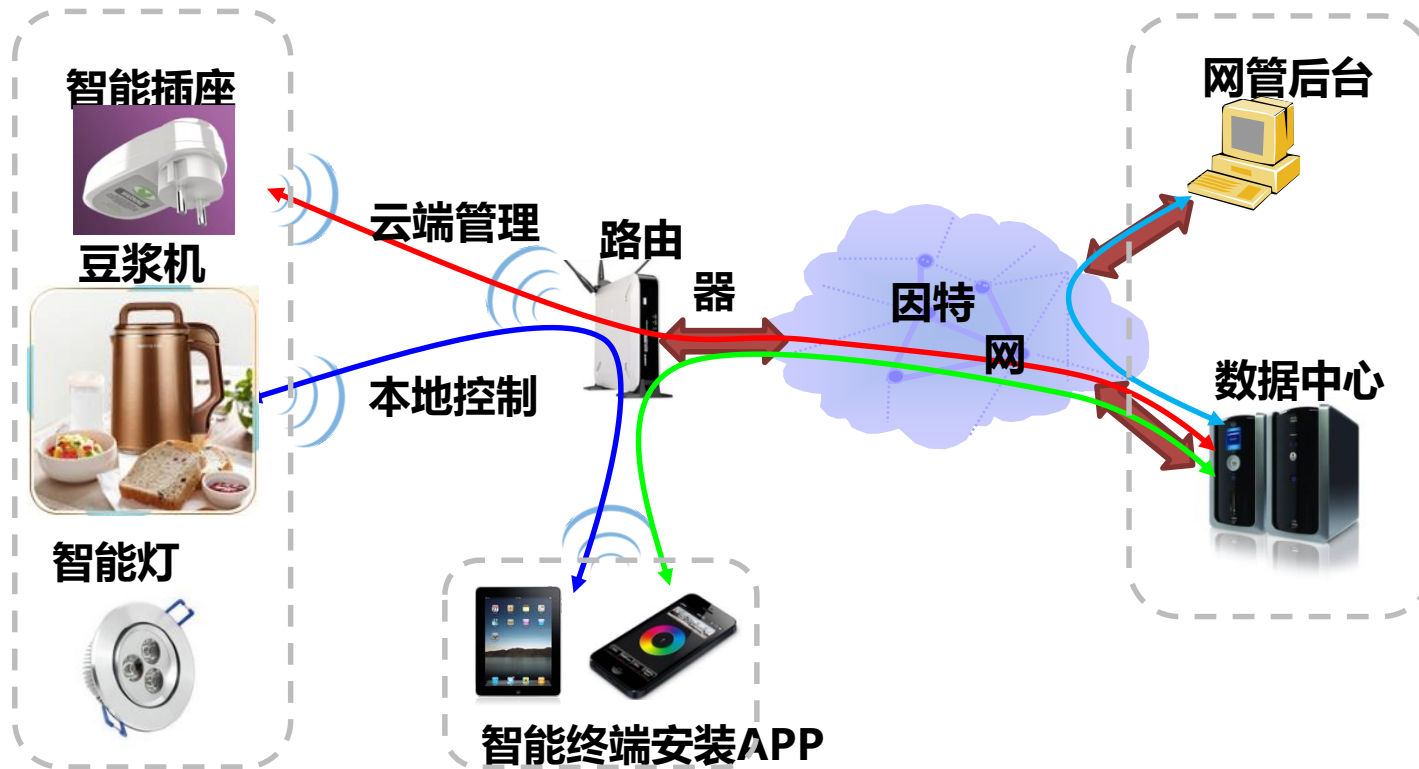 智能插座
豆浆机
智能灯
云端管理
本地控制
路由
器
因特
网
网管后台
数据中心
智能终端安装APP